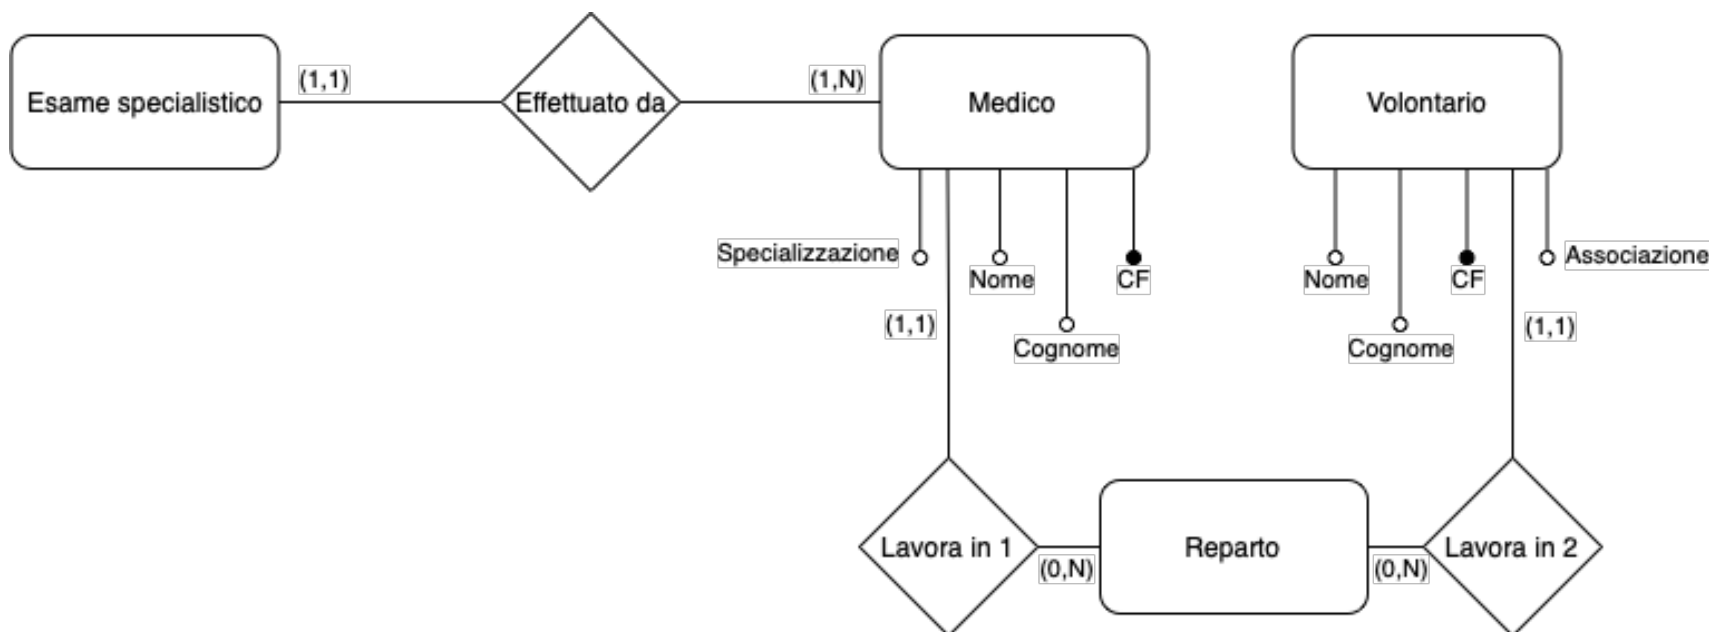 Esame specialistico
(1,1)
Effettuato da
(1,N)
Medico
Volontario
Specializzazione
Nome
CF
Nome
CF
Associazione
(1,1)
Cognome
Cognome
(1,1)
Lavora in 1
(0,N)
Reparto
(0,N)
Lavora in 2